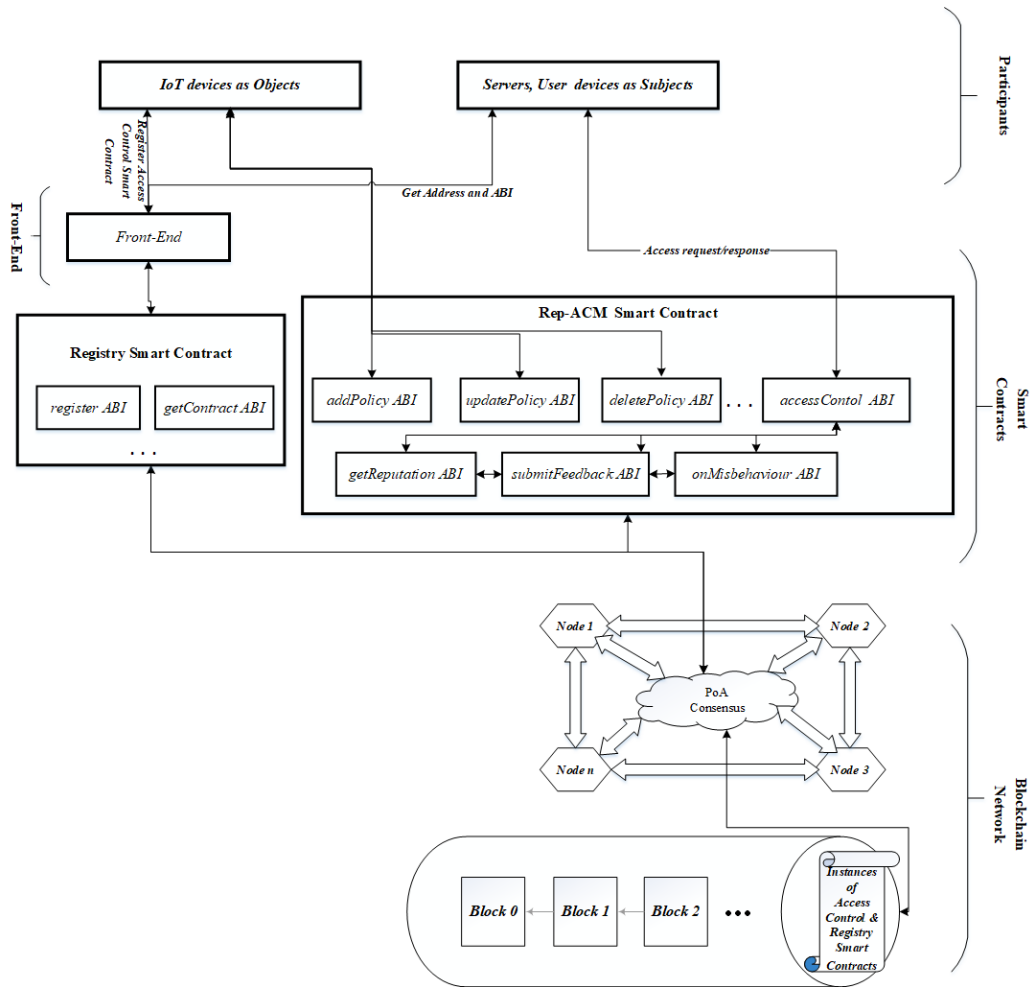 IoT devices as Objects
Servers, User devices as Subjects
Participants
Register Access
Control Smart
Contract
Get Address and ABI
Front-End
Front-End
Access request/response
Rep-ACM Smart Contract
Registry Smart Contract
register ABI
getContract ABI
...
addPolicy ABI
updatePolicy ABI
deletePolicy ABI
...
accessContol ABI
getReputation ABI
submitFeedback ABI
onMisbehaviour ABI
Smart
Contracts
Node 1
Node 2
PoA
Consensus
Node n
Node 3
Blockchain
Network
Block 0
Block 1
Block 2
...
Instances
of
Access
Control &
Registry
Smart
Contracts